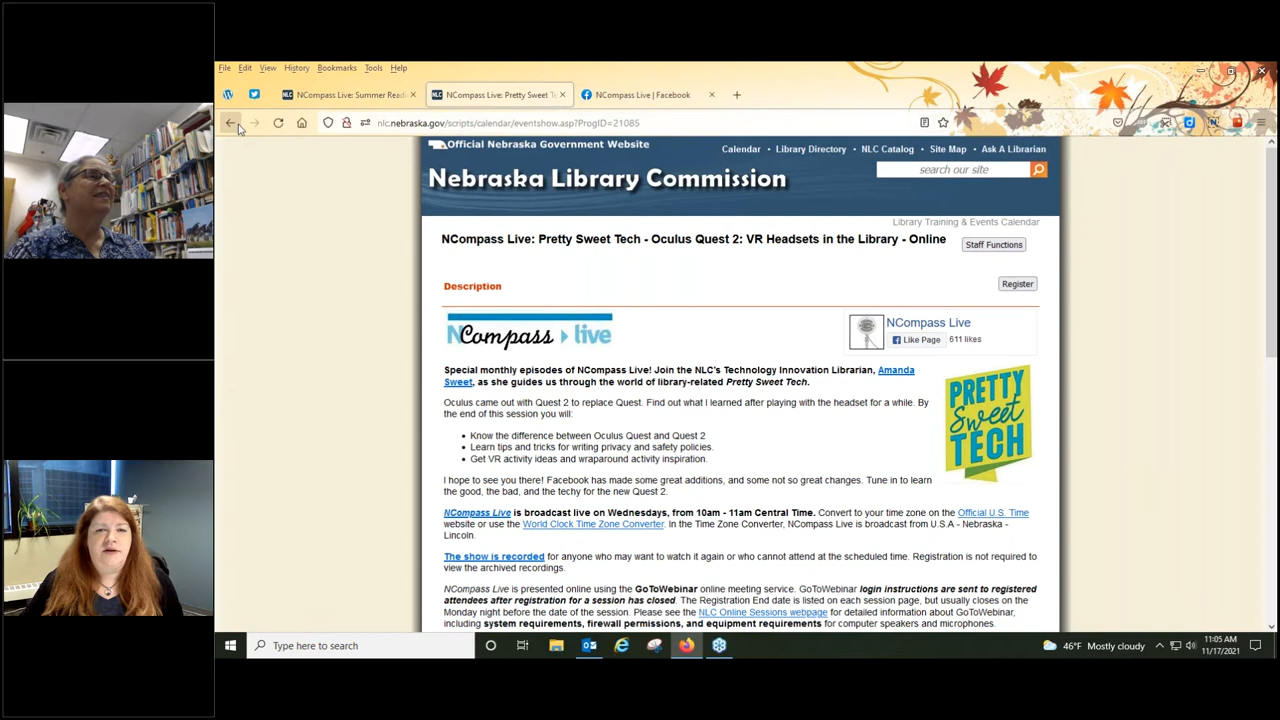 File Edit View History Bookmarks Tools Help
NCompass Live: Summer Readi
NCompass Live: Pretty Sweet Te
NCompass Live | Facebook
nlc.nebraska.gov/scripts/calendar/eventshow.asp?ProgID=21085
Official Nebraska Government Website
Calendar • Library Directory • NLC Catalog • Site Map • Ask A Librarian
Nebraska Library Commission
search our site
Library Training & Events Calendar
NCompass Live: Pretty Sweet Tech - Oculus Quest 2: VR Headsets in the Library - Online
Staff Functions
Description
Register
NCompass live
NCompass Live
Like Page 611 likes
Special monthly episodes of NCompass Live! Join the NLC's Technology Innovation Librarian, Amanda
Sweet, as she guides us through the world of library-related Pretty Sweet Tech.
PRETTY
Sweet
TECH
Oculus came out with Quest 2 to replace Quest. Find out what I learned after playing with the headset for a while. By
the end of this session you will:
• Know the difference between Oculus Quest and Quest 2
• Learn tips and tricks for writing privacy and safety policies.
• Get VR activity ideas and wraparound activity inspiration.
I hope to see you there! Facebook has made some great additions, and some not so great changes. Tune in to learn
the good, the bad, and the techy for the new Quest 2.
NCompass Live is broadcast live on Wednesdays, from 10am - 11am Central Time. Convert to your time zone on the Official U.S. Time
website or use the World Clock Time Zone Converter. In the Time Zone Converter, NCompass Live is broadcast from U.S.A - Nebraska -
Lincoln.
The show is recorded for anyone who may want to watch it again or who cannot attend at the scheduled time. Registration is not required to
view the archived recordings.
NCompass Live is presented online using the GoToWebinar online meeting service. GoToWebinar login instructions are sent to registered
attendees after registration for a session has closed. The Registration End date is listed on each session page, but usually closes on the
Monday night before the date of the session. Please see the NLC Online Sessions webpage for detailed information about GoToWebinar,
including system requirements, firewall permissions, and equipment requirements for computer speakers and microphones.
Type here to search
46°F Mostly cloudy
11:05 AM
11/17/2021